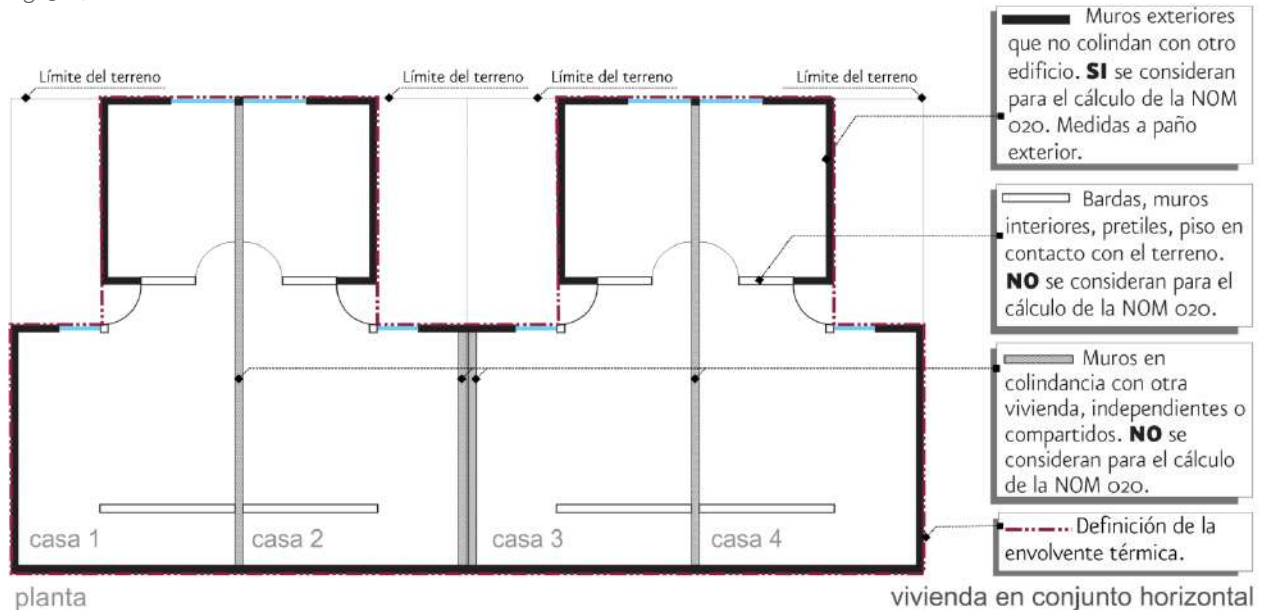 Límite del terreno
Límite del terreno
Límite del terreno
Límite del terreno
Muros exteriores
que no colindan con otro
edificio. SI se consideran
para el cálculo de la NOM
020. Medidas a paño
exterior.
Bardas, muros
interiores, pretiles, piso en
contacto con el terreno.
NO se consideran para el
cálculo de la NOM 020.
Muros en
colindancia con otra
vivienda, independientes o
compartidos. NO se
consideran para el cálculo
de la NOM 020.
Definición de la
envolvente térmica.
casa 1
casa 2
casa 3
casa 4
planta
vivienda en conjunto horizontal